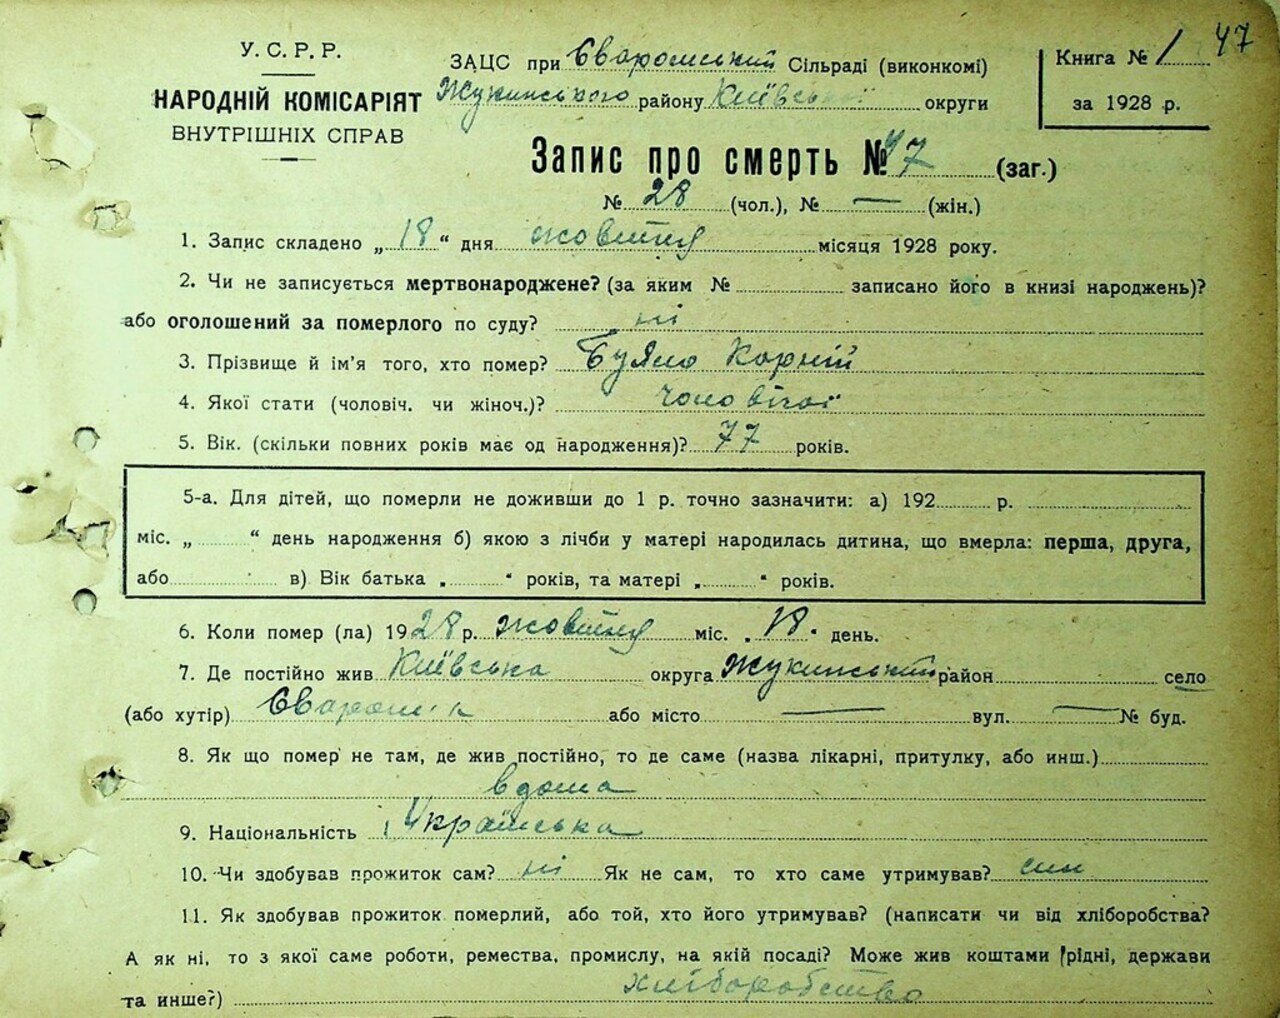 47
У. С. Р. Р.
НАРОДНІЙ КОМІСАРІЯТ
ВНУТРІШНІХ СПРАВ
ЗАЦС при Сваромський Сільраді (виконкомі)
Жукинського району Київської округи
Книга № 1
за 1928 р.
Запис про смерть № 47 (заг.)
№ 28 (чол.), № — (жін.)
1. Запис складено „ 18 “ дня жовтня місяця 1928 року.
2. Чи не записується мертвонароджене? (за яким № записано його в книзі народжень)?
або оголошений за померлого по суду? ні
3. Прізвище й ім'я того, хто помер? Буяло Корній
4. Якої стати (чоловіч. чи жіноч.)? чоловічої
5. Вік. (скільки повних років має од народження)? 77 років.
5-а. Для дітей, що померли не доживши до 1 р. точно зазначити: а) 192 р.
міс. „ “ день народження б) якою з лічби у матері народилась дитина, що вмерла: перша, друга,
або в) Вік батька „ “ років, та матері „ “ років.
6. Коли помер (ла) 1928 р. жовтня міс. „ 18 “ день.
7. Де постійно жив Київська округа Жукинський район село
(або хутір) Сваром'я або місто — вул. — № буд.
8. Як що помер не там, де жив постійно, то де саме (назва лікарні, притулку, або инш.)
вдома
9. Національність Українська
10. Чи здобував прожиток сам? ні Як не сам, то хто саме утримував? син
11. Як здобував прожиток померлий, або той, хто його утримував? (написати чи від хліборобства?
А як ні, то з якої саме роботи, ремества, промислу, на якій посаді? Може жив коштами рідні, держави
та инше?) хліборобство